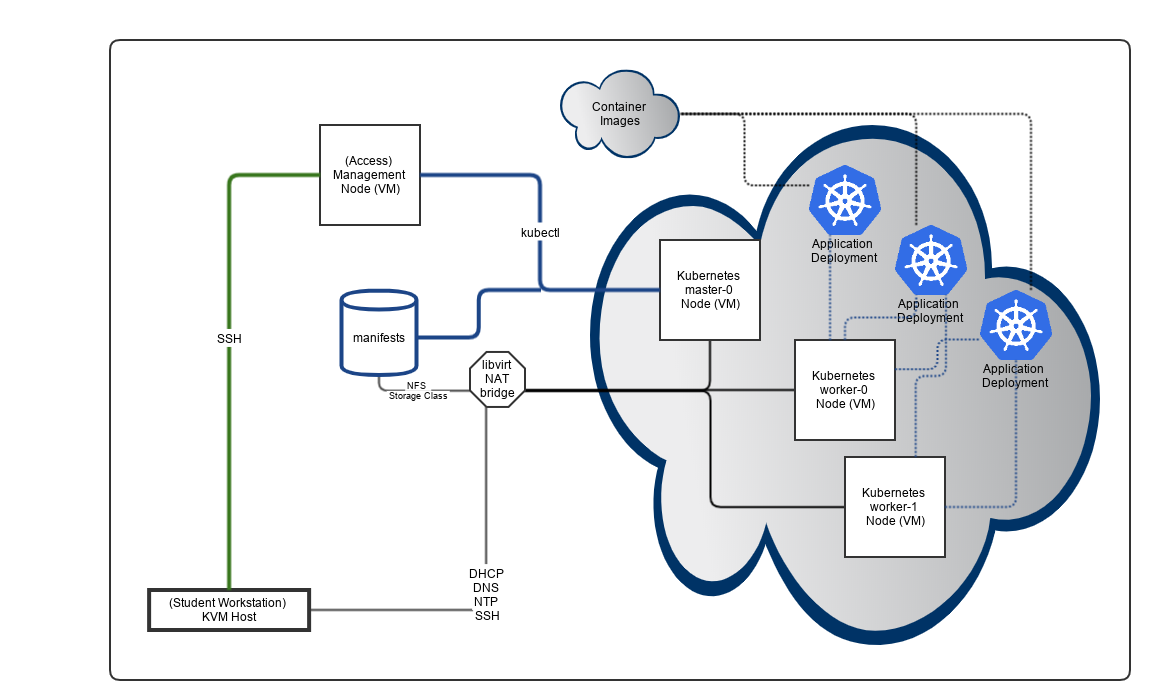 Container
Images
(Access)
Management
Node (VM)
kubectl
Application
Deployment
Kubernetes
master-0
Node (VM)
Application
Deployment
SSH
manifests
libvirt
NAT
bridge
NFS
Storage Class
Application
Deployment
Kubernetes
worker-0
Node (VM)
Kubernetes
worker-1
Node (VM)
DHCP
DNS
NTP
SSH
(Student Workstation)
KVM Host